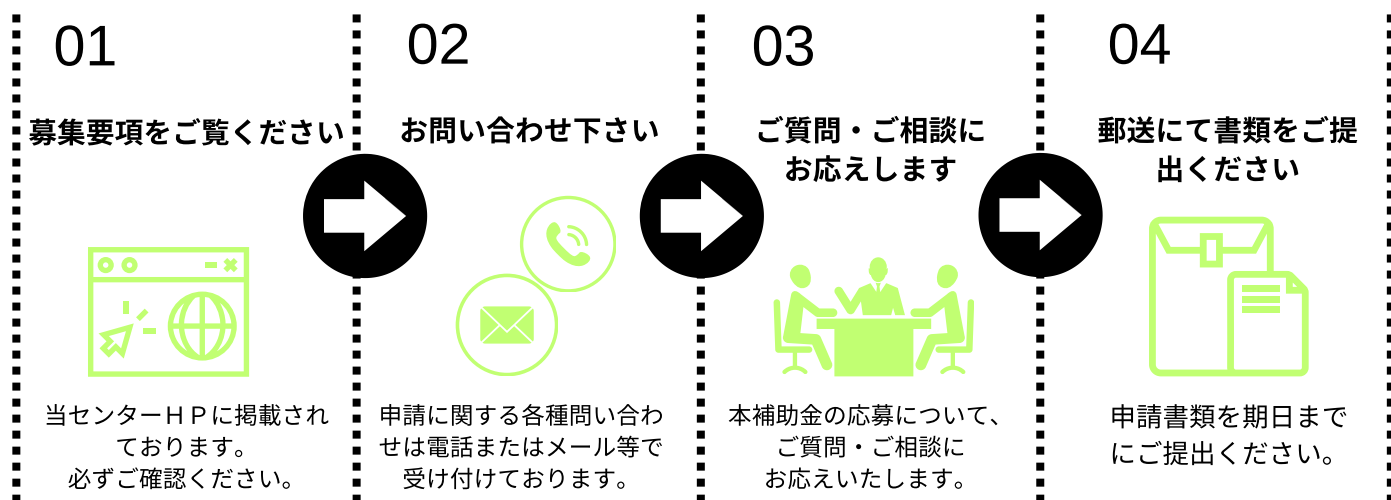 01
募集要項をご覧ください
当センターＨＰに掲載され
ております。
必ずご確認ください。
02
お問い合わせ下さい
申請に関する各種問い合わ
せは電話またはメール等で
受け付けております。
03
ご質問・ご相談に
お応えします
本補助金の応募について、
ご質問・ご相談に
お応えいたします。
04
郵送にて書類をご提
出ください
申請書類を期日まで
にご提出ください。